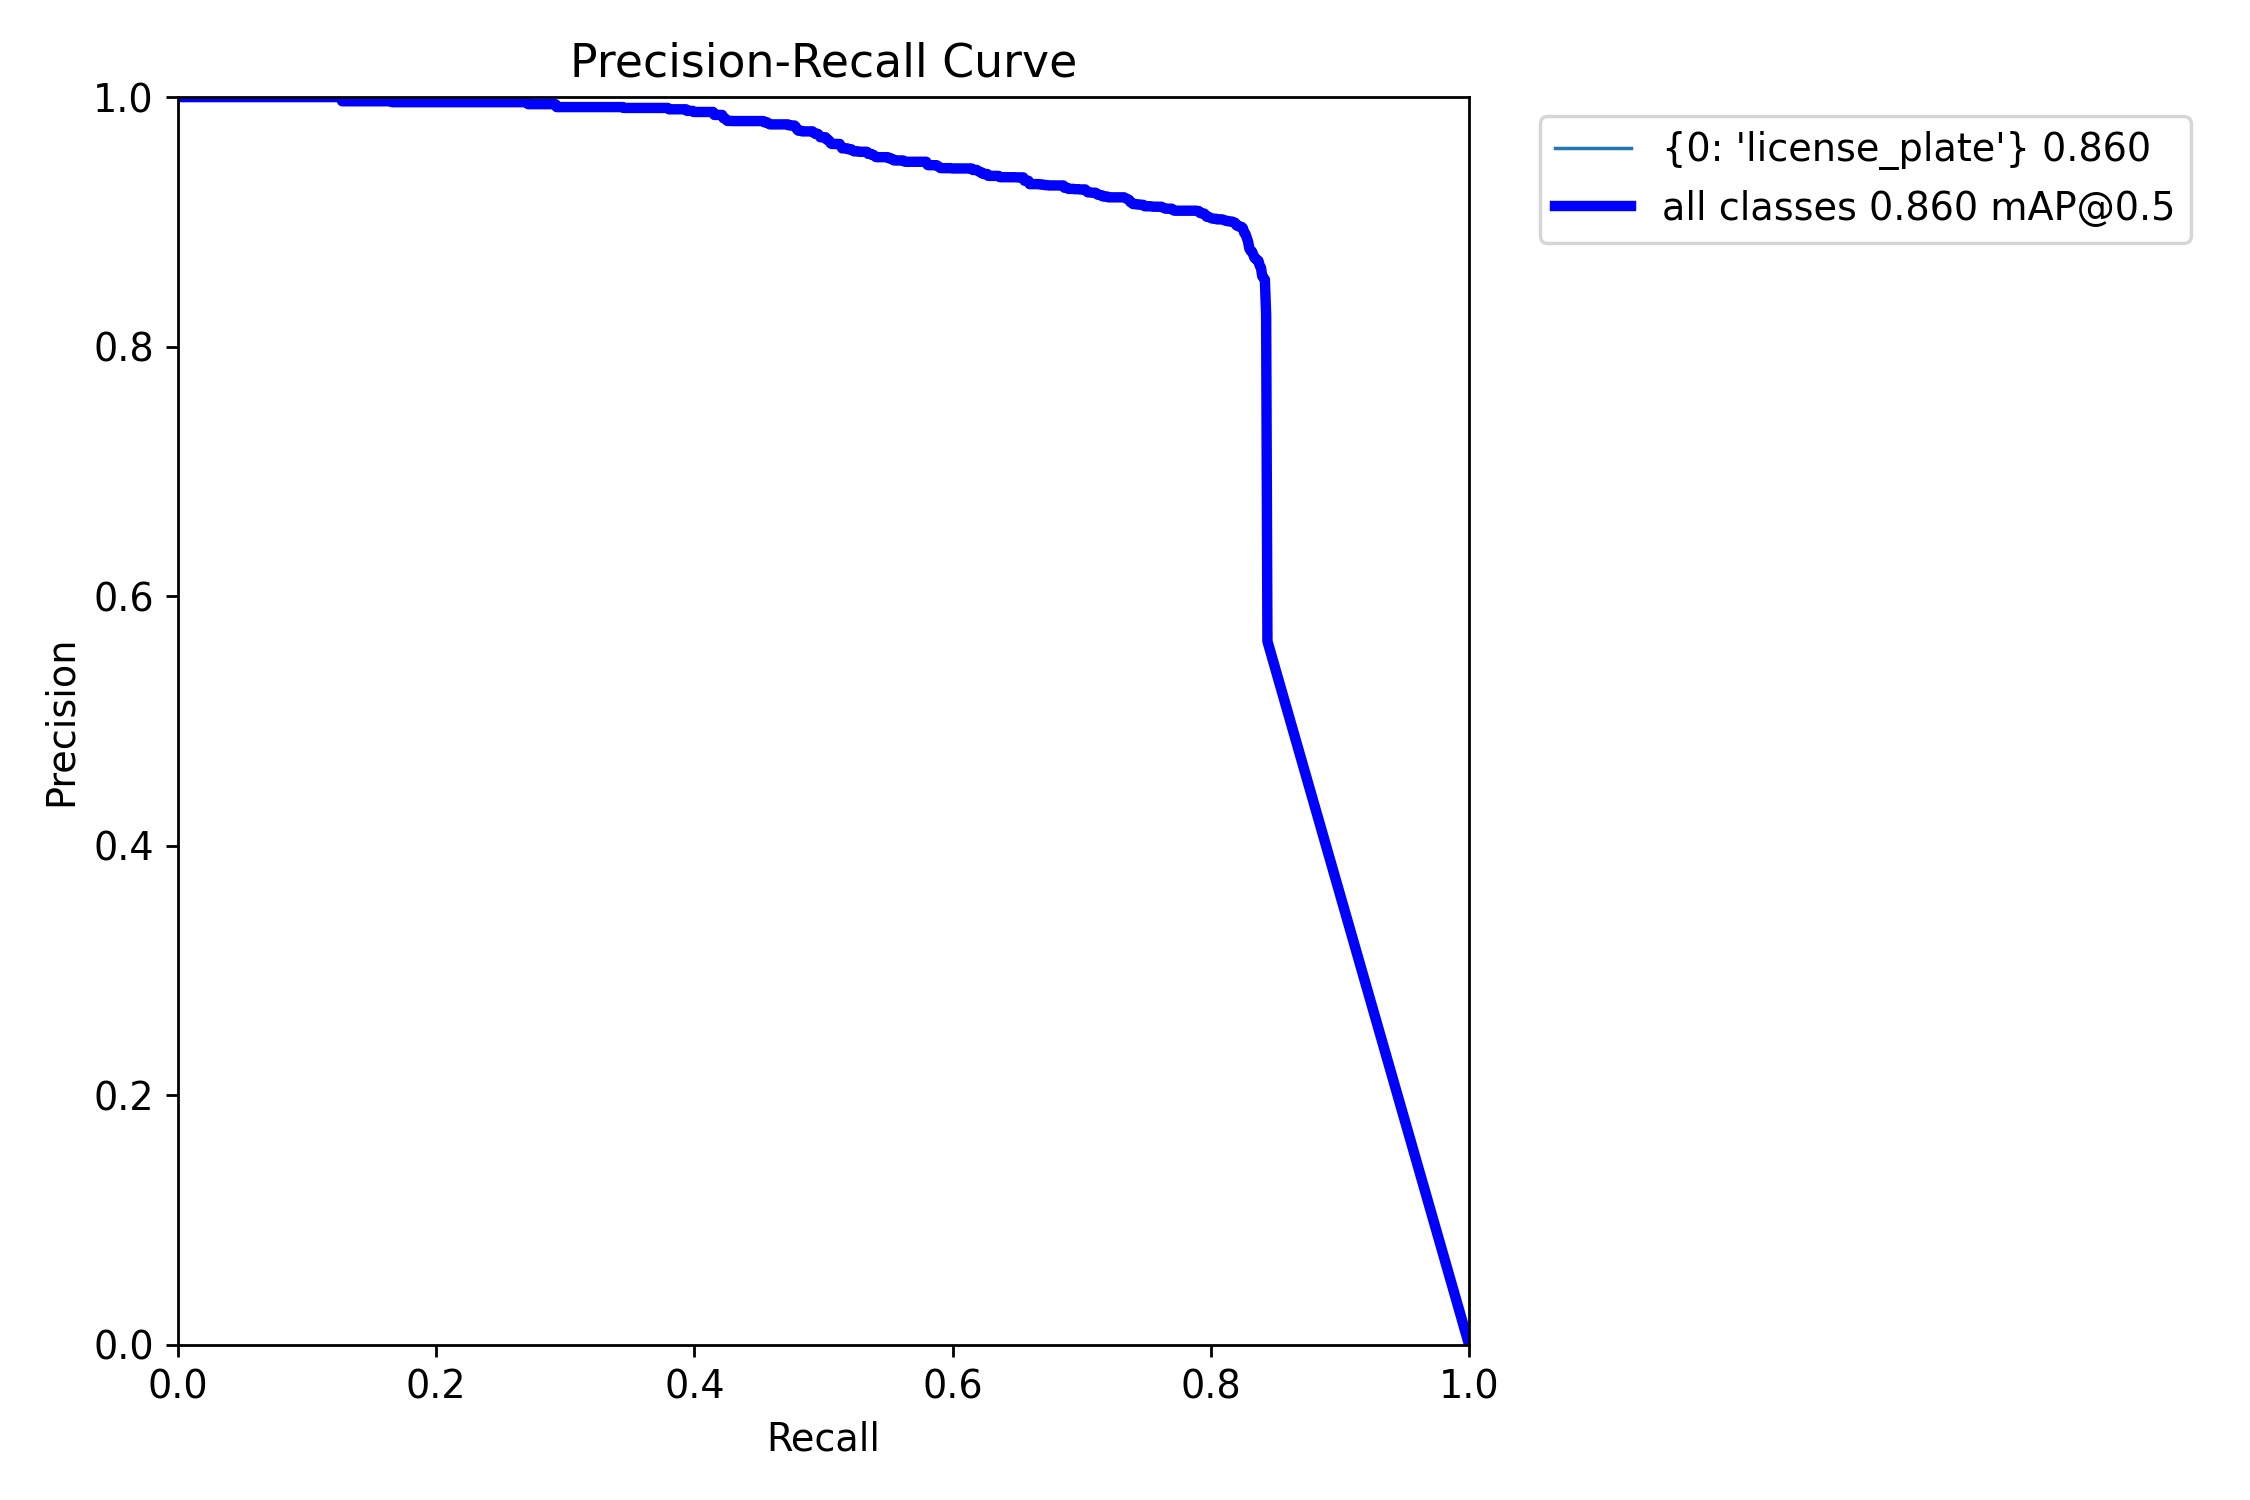 Precision-Recall Curve
1.0
0.8
0.6
0.4
0.2
0.0
Precision
0.0 0.2 0.4 0.6 0.8 1.0
Recall
{0: 'license_plate'} 0.860
all classes 0.860 mAP@0.5